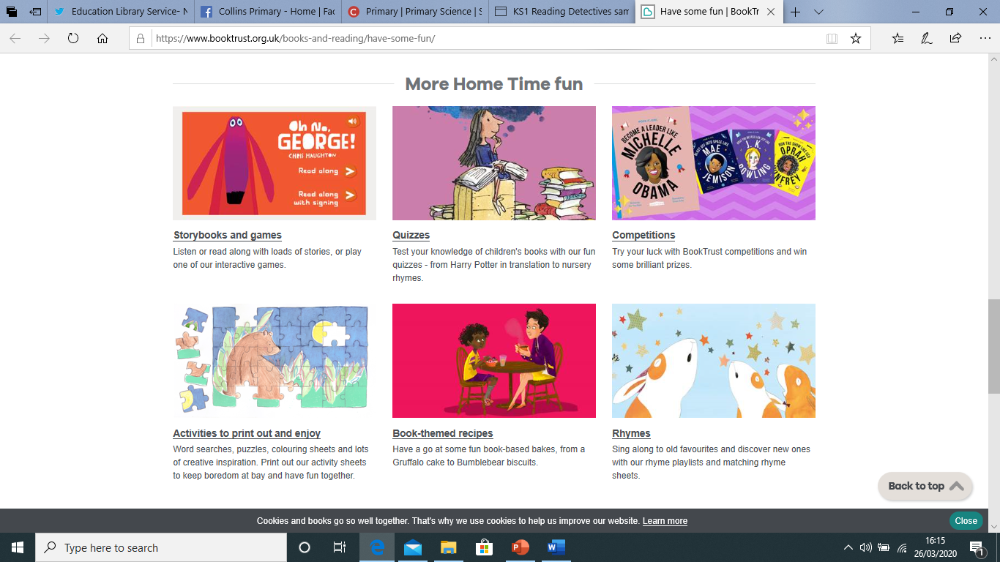 Education Library Service- N
Collins Primary - Home | Fac
Primary | Primary Science | S
KS1 Reading Detectives sam
Have some fun | BookTr
https://www.booktrust.org.uk/books-and-reading/have-some-fun/
More Home Time fun
Oh No,
GEORGE!
CHRIS HAUGHTON
Read along
Read along
with signing
BECOME A LEADER LIKE
MICHELLE
OBAMA
MAE
JEMISON
J.K.
ROWLING
OPRAH
WINFREY
Storybooks and games
Listen or read along with loads of stories, or play
one of our interactive games.
Quizzes
Test your knowledge of children's books with our fun
quizzes - from Harry Potter in translation to nursery
rhymes.
Competitions
Try your luck with BookTrust competitions and win
some brilliant prizes.
Activities to print out and enjoy
Word searches, puzzles, colouring sheets and lots
of creative inspiration. Print out our activity sheets
to keep boredom at bay and have fun together.
Book-themed recipes
Have a go at some fun book-based bakes, from a
Gruffalo cake to Bumblebear biscuits.
Rhymes
Sing along to old favourites and discover new ones
with our rhyme playlists and matching rhyme
sheets.
Back to top
Cookies and books go so well together. That's why we use cookies to help us improve our website. Learn more
Close
Type here to search
16:15
26/03/2020
1